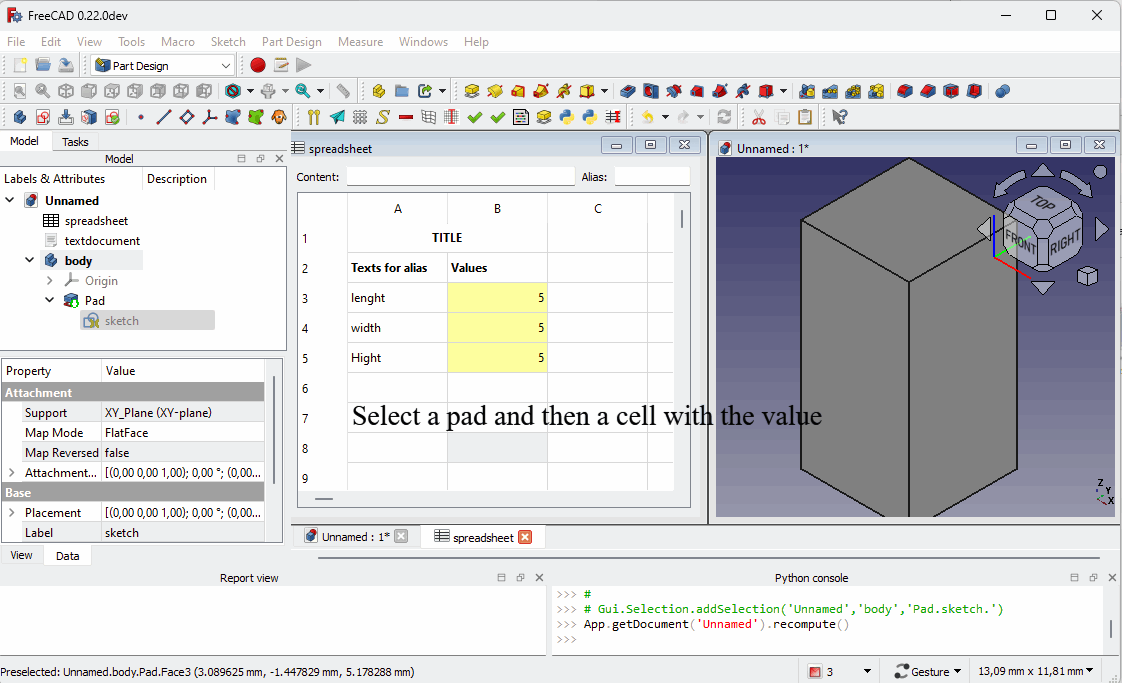 FreeCAD 0.22.0dev
File Edit View Tools Macro Sketch Part Design Measure Windows Help
Part Design
Model Tasks
Model
Labels & Attributes Description
Unnamed
spreadsheet
textdocument
body
Origin
Pad
sketch
Property Value
Attachment
Support XY_Plane (XY-plane)
Map Mode FlatFace
Map Reversed false
Attachment... [(0,00 0,00 1,00); 0,00 °; (0,00...
Base
Placement [(0,00 0,00 1,00); 0,00 °; (0,00...
Label sketch
View Data
spreadsheet
Content: Alias:
A B C
1 TITLE
2 Texts for alias Values
3 lenght 5
4 width 5
5 Hight 5
6
7
Select a pad and then a cell with the value
8
9
Unnamed : 1*
TOP
FRONT RIGHT
Z
Y
X
Unnamed : 1* spreadsheet
Report view
Python console
>>> #
>>> # Gui.Selection.addSelection('Unnamed','body','Pad.sketch.')
>>> App.getDocument('Unnamed').recompute()
>>>
Preselected: Unnamed.body.Pad.Face3 (3.089625 mm, -1.447829 mm, 5.178288 mm)
3 Gesture 13,09 mm x 11,81 mm